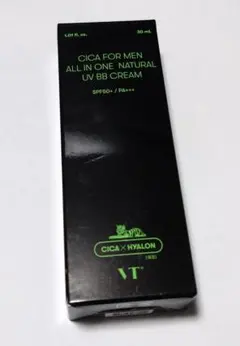 1.01 fl. oz. 30 mL
CICA FOR MEN
ALL IN ONE NATURAL
UV BB CREAM
SPF50+ / PA+++
CICA × HYALON
VT